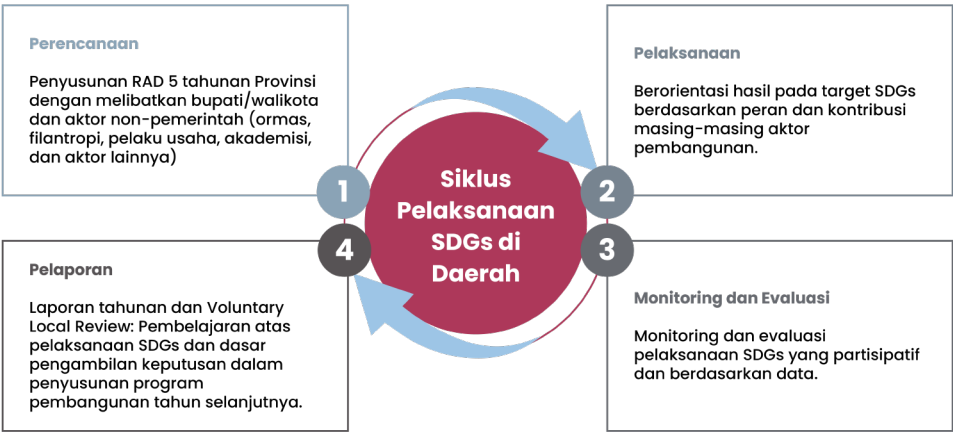 Perencanaan
Penyusunan RAD 5 tahunan Provinsi
dengan melibatkan bupati/walikota
dan aktor non-pemerintah (ormas,
filantropi, pelaku usaha, akademisi,
dan aktor lainnya)
1
Pelaksanaan
Berorientasi hasil pada target SDGs
berdasarkan peran dan kontribusi
masing-masing aktor
pembangunan.
2
Siklus
Pelaksanaan
SDGs di
Daerah
3
Monitoring dan Evaluasi
Monitoring dan evaluasi
pelaksanaan SDGs yang partisipatif
dan berdasarkan data.
4
Pelaporan
Laporan tahunan dan Voluntary
Local Review: Pembelajaran atas
pelaksanaan SDGs dan dasar
pengambilan keputusan dalam
penyusunan program
pembangunan tahun selanjutnya.